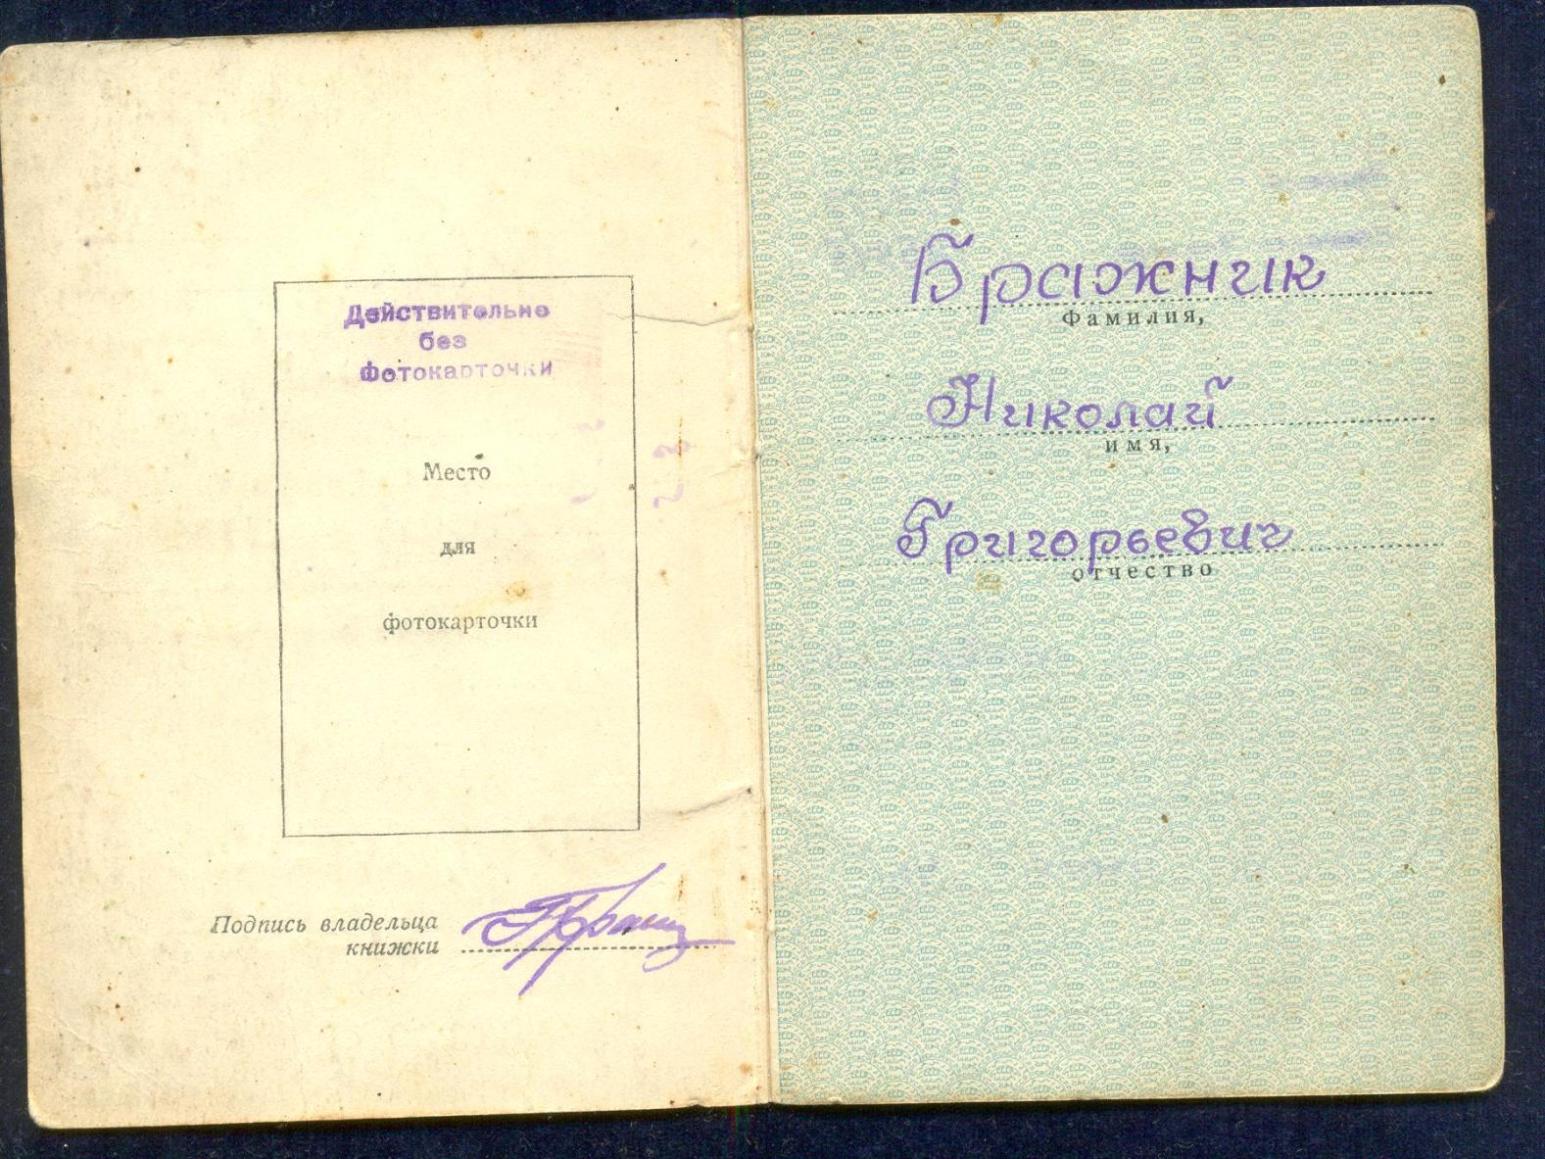 Действительно
без
фотокарточки
Место
для
фотокарточки
Подпись владельца
книжки
Бражник
Фамилия,
Николай
имя,
Григорьевич
отчество